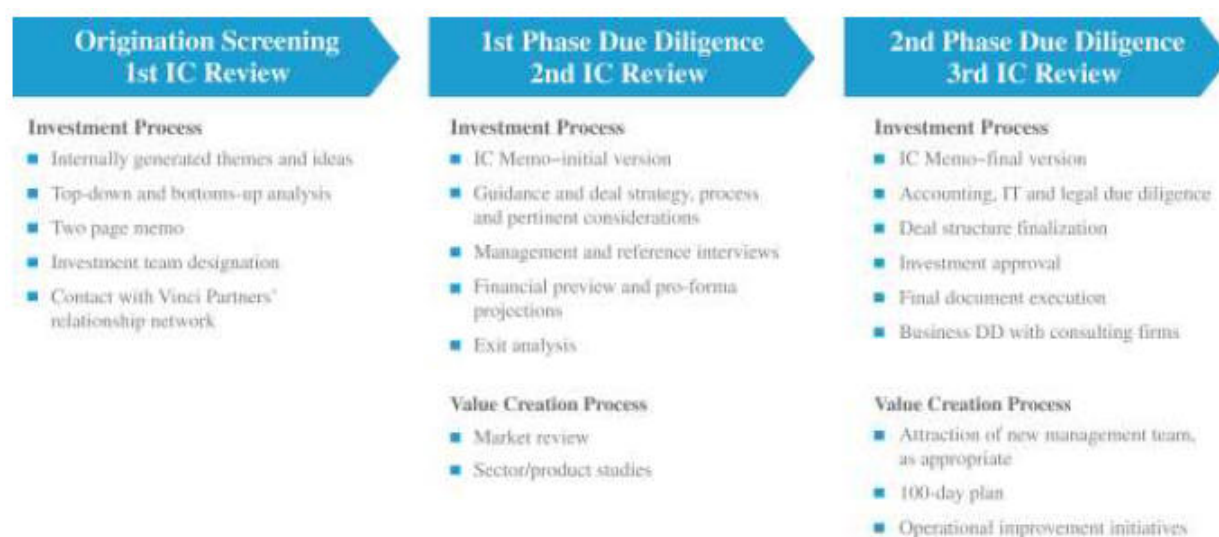 Origination Screening
1st IC Review
Investment Process
Internally generated themes and ideas
Top-down and bottoms-up analysis
Two page memo
Investment team designation
Contact with Vinci Partners'
relationship network
1st Phase Due Diligence
2nd IC Review
Investment Process
IC Memo–initial version
Guidance and deal strategy, process
and pertinent considerations
Management and reference interviews
Financial preview and pro-forma
projections
Exit analysis
Value Creation Process
Market review
Sector/product studies
2nd Phase Due Diligence
3rd IC Review
Investment Process
IC Memo–final version
Accounting, IT and legal due diligence
Deal structure finalization
Investment approval
Final document execution
Business DD with consulting firms
Value Creation Process
Attraction of new management team,
as appropriate
100-day plan
Operational improvement initiatives